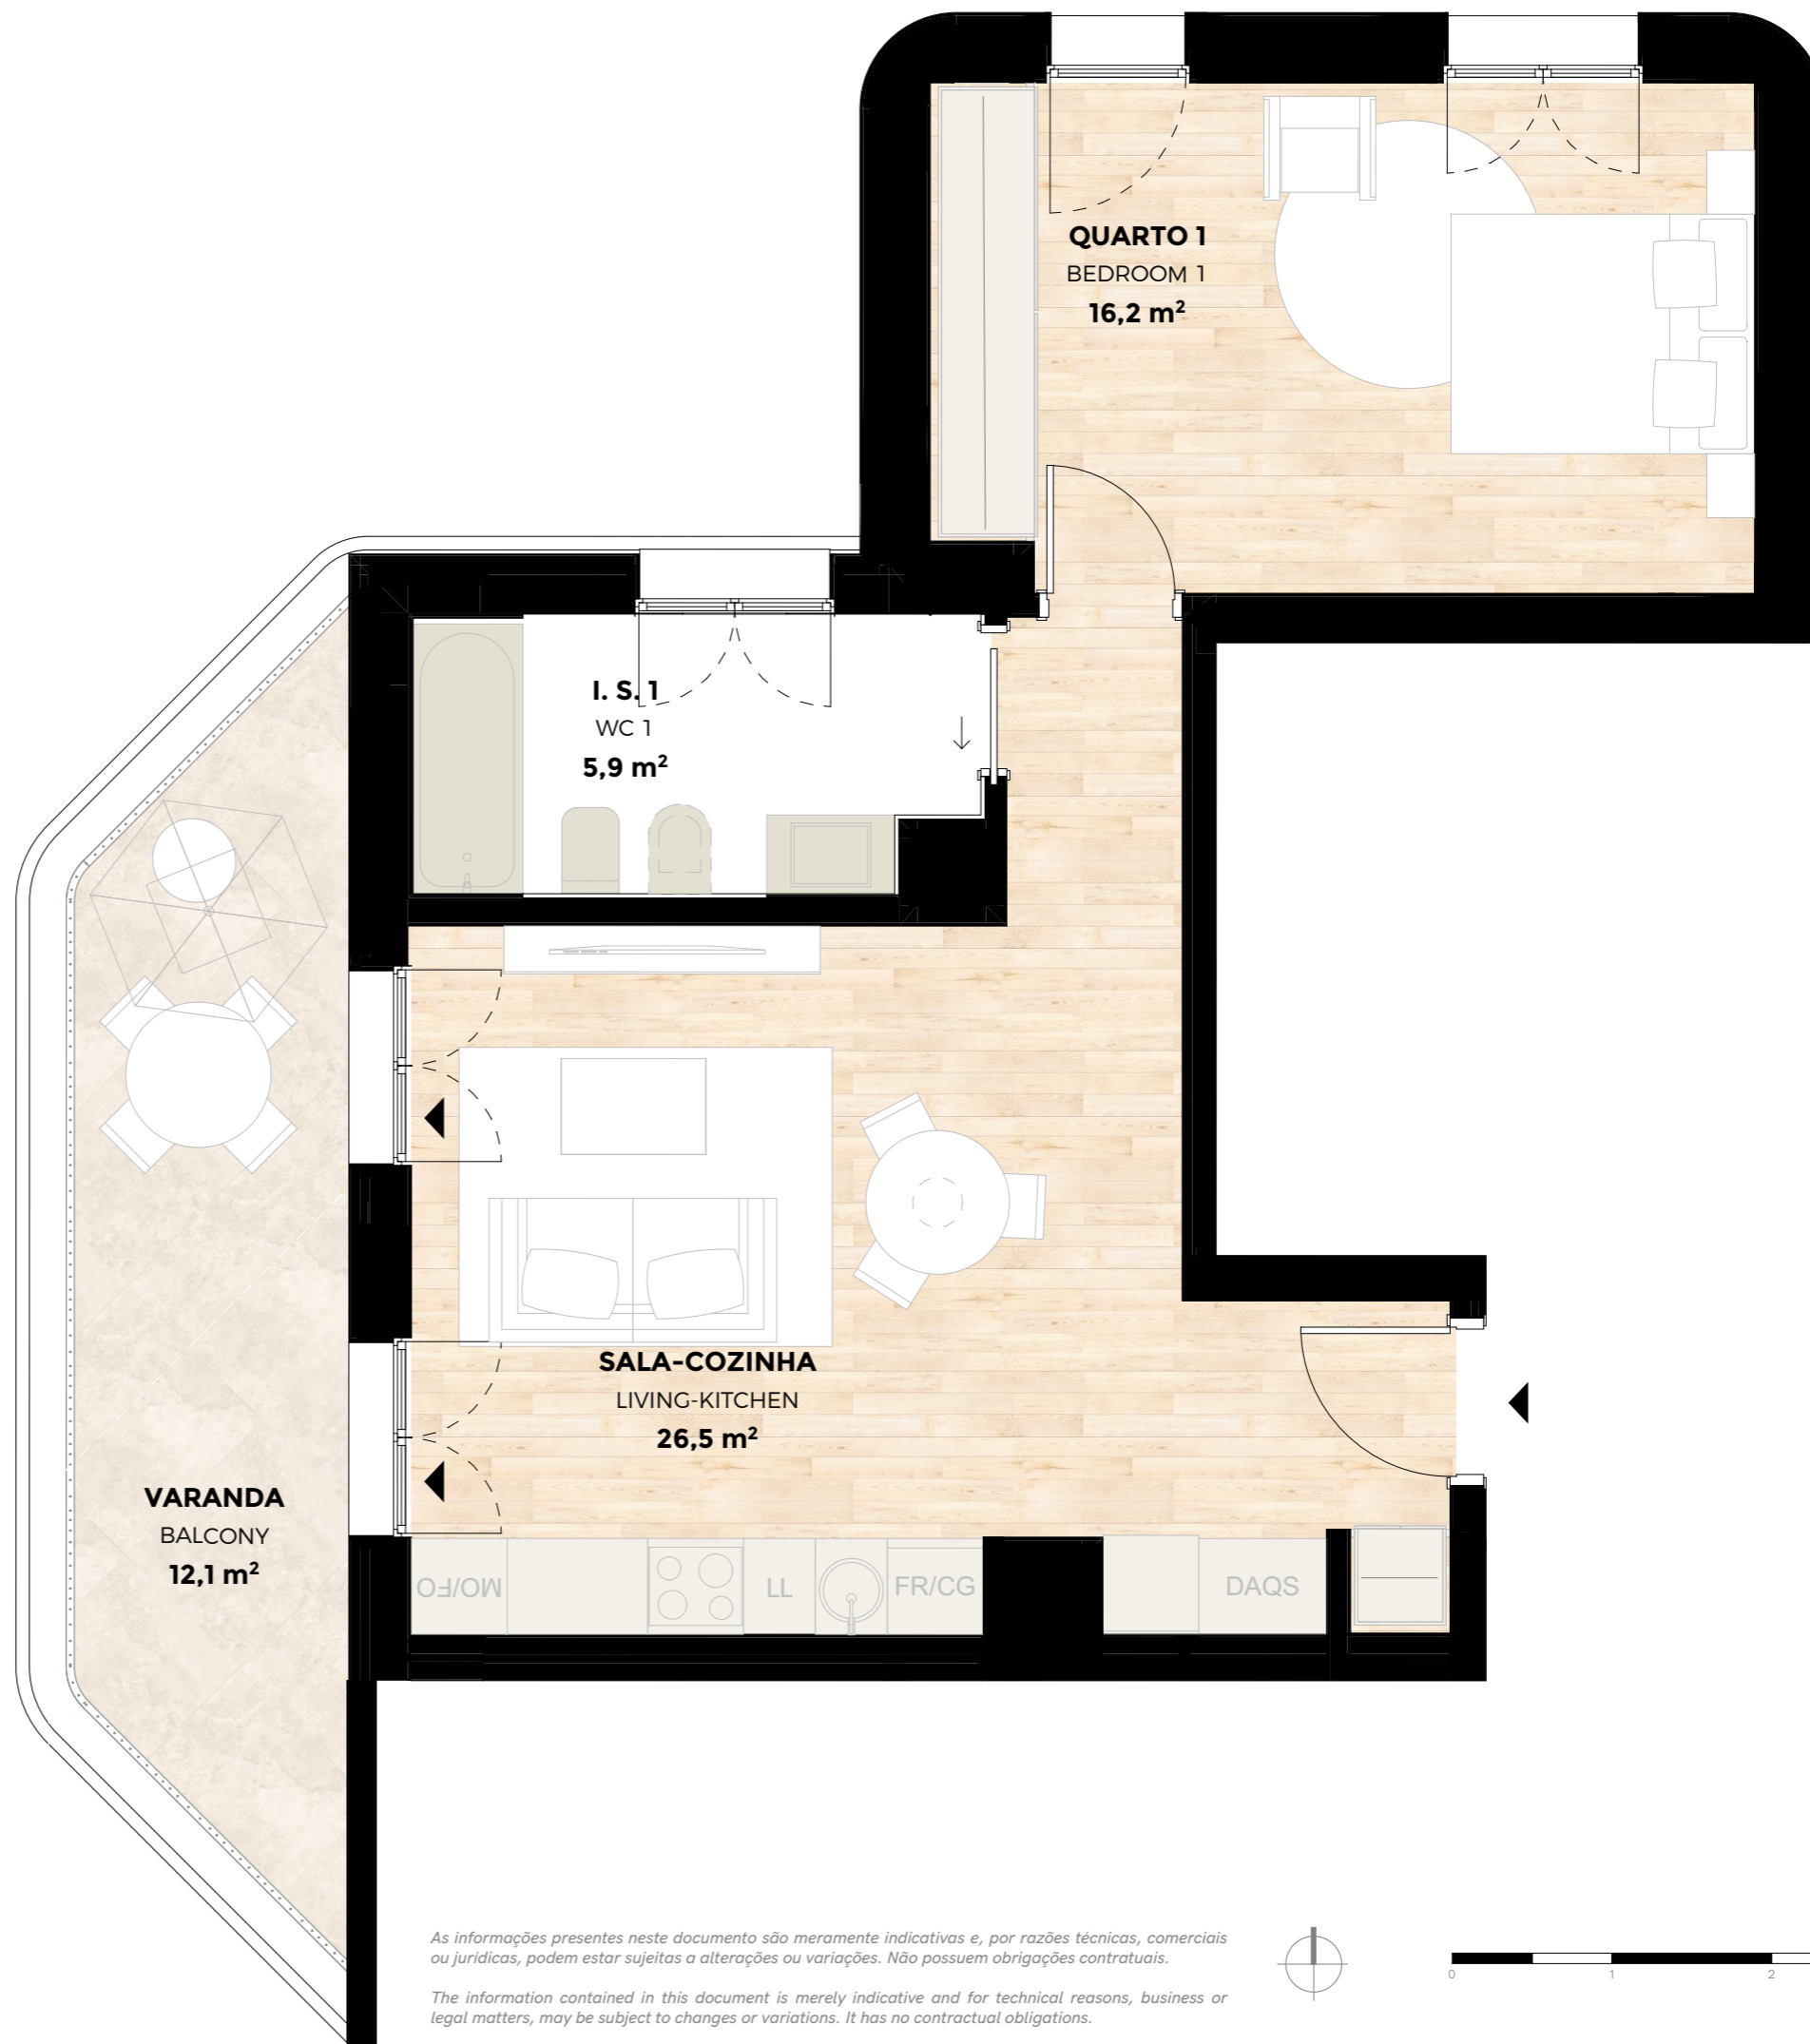 QUARTO 1
BEDROOM 1
16,2 m²
I. S. 1
WC 1
5,9 m²
SALA-COZINHA
LIVING-KITCHEN
26,5 m²
VARANDA
BALCONY
12,1 m²
MO/FO
LL
FR/CG
DAQS
As informações presentes neste documento são meramente indicativas e, por razões técnicas, comerciais
ou jurídicas, podem estar sujeitas a alterações ou variações. Não possuem obrigações contratuais.
The information contained in this document is merely indicative and for technical reasons, business or
legal matters, may be subject to changes or variations. It has no contractual obligations.
0 1 2